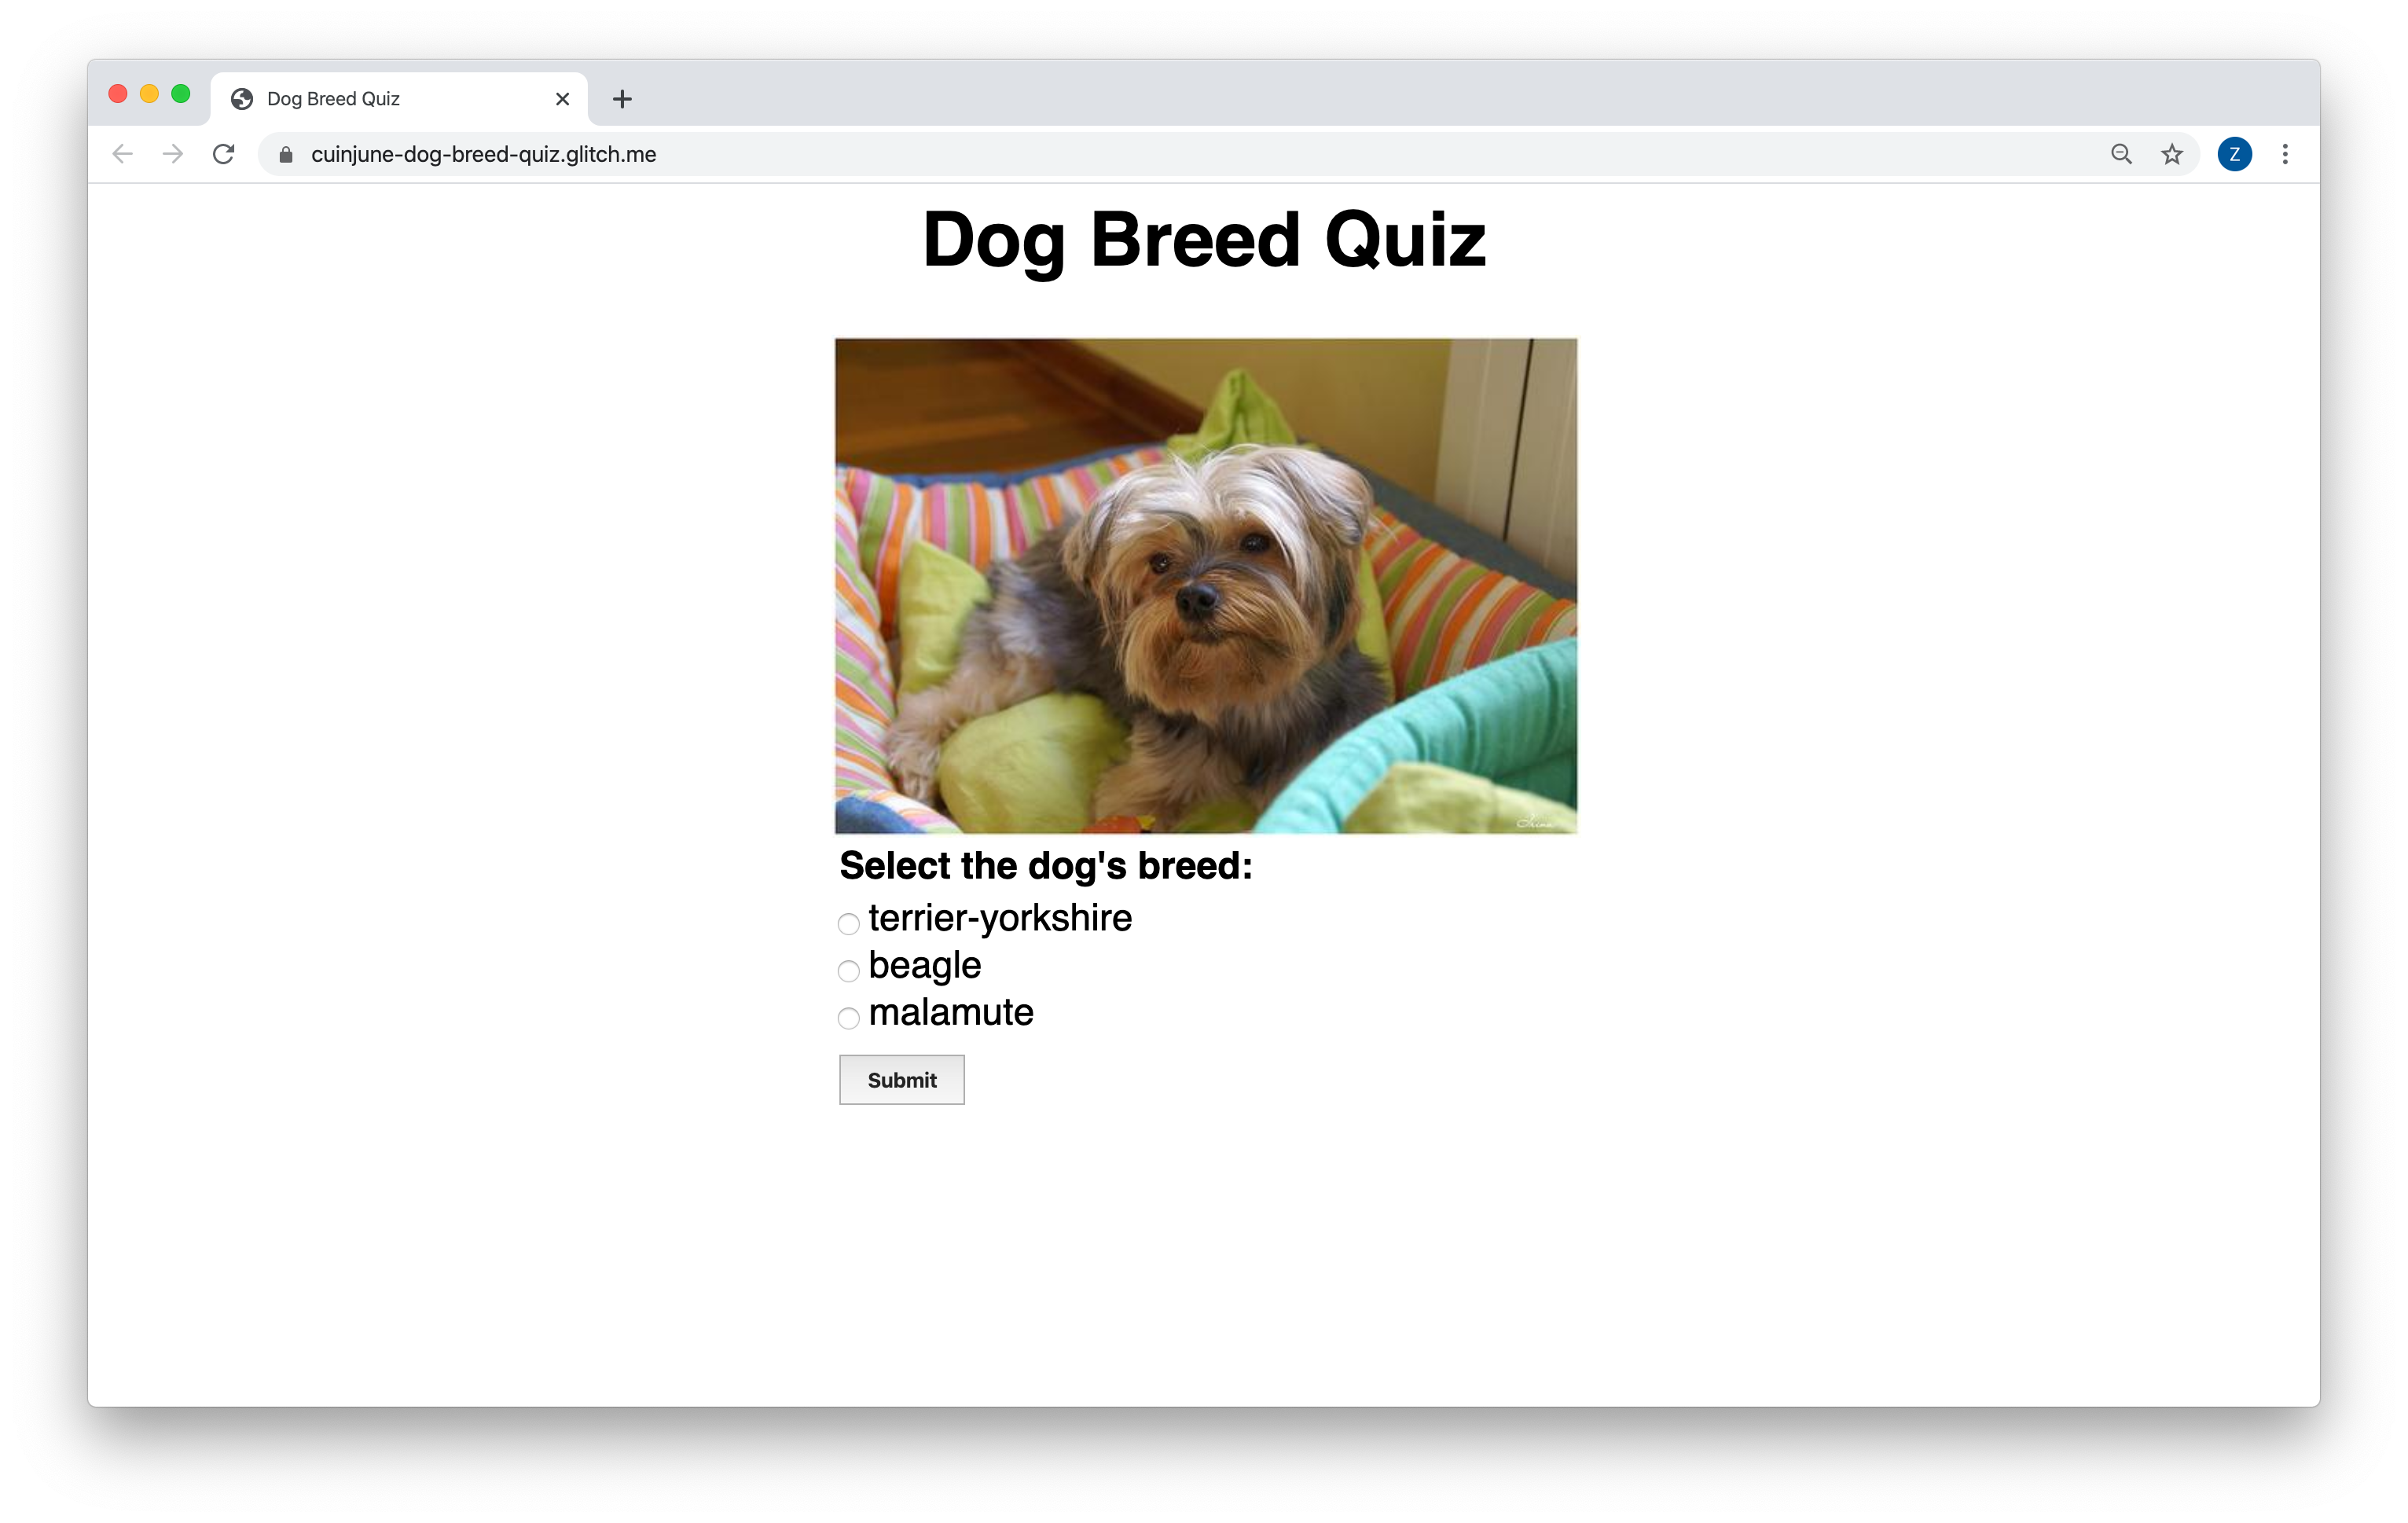 Dog Breed Quiz
cuinjune-dog-breed-quiz.glitch.me
Z
Dog Breed Quiz
Irina
Select the dog's breed:
terrier-yorkshire
beagle
malamute
Submit